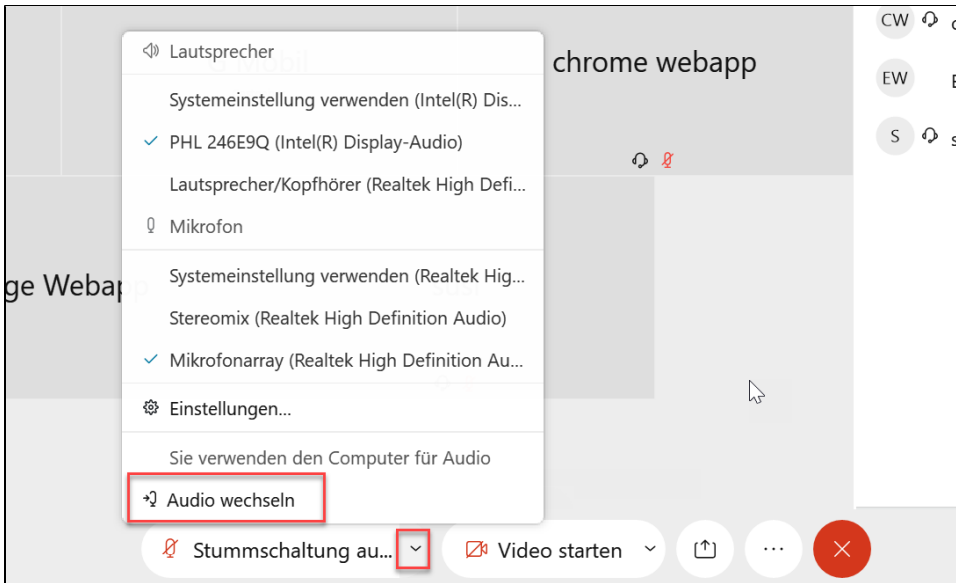 CW
Lautsprecher
chrome webapp
EW
Systemeinstellung verwenden (Intel(R) Dis...
PHL 246E9Q (Intel(R) Display-Audio)
S
Lautsprecher/Kopfhörer (Realtek High Defi...
Mikrofon
ge Webapp
Systemeinstellung verwenden (Realtek Hig...
Stereomix (Realtek High Definition Audio)
Mikrofonarray (Realtek High Definition Au...
Einstellungen...
Sie verwenden den Computer für Audio
Audio wechseln
Stummschaltung au...
Video starten